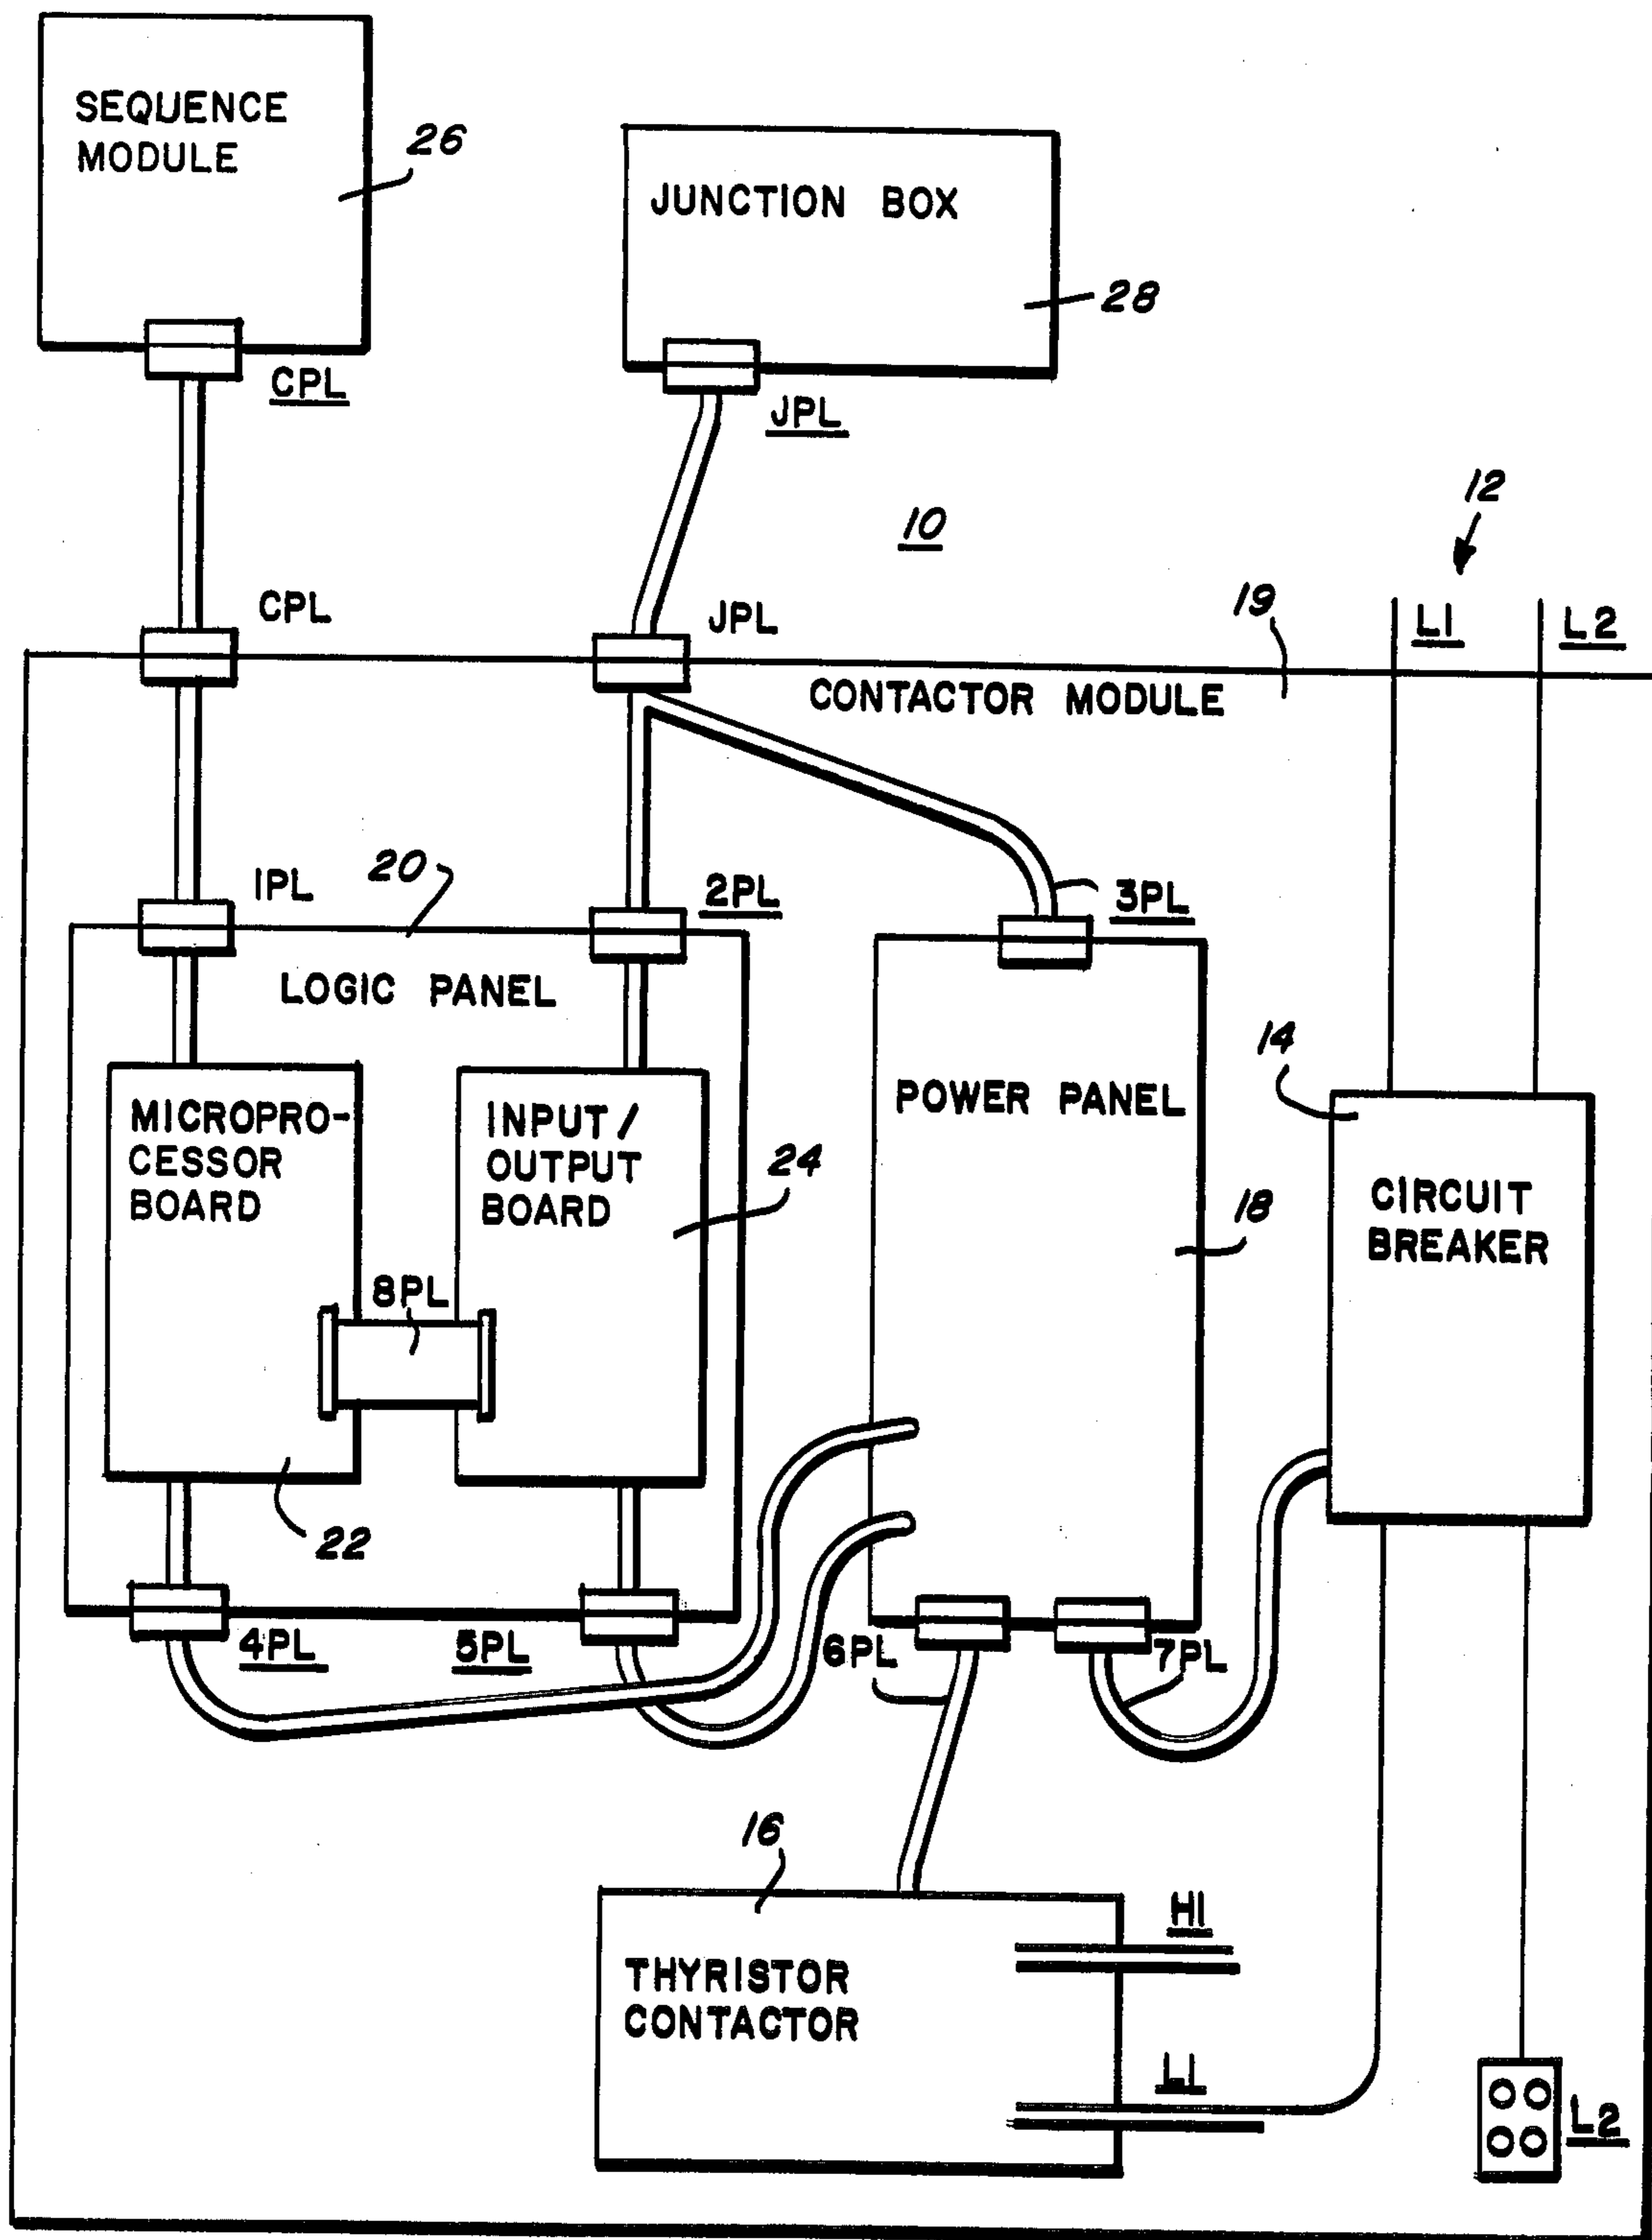 SEQUENCE
MODULE
26
JUNCTION BOX
28
CPL
JPL
10
12
CPL
JPL
19
L1
L2
CONTACTOR MODULE
1PL
20
2PL
3PL
LOGIC PANEL
14
MICROPRO-
CESSOR
BOARD
INPUT/
OUTPUT
BOARD
24
POWER PANEL
18
CIRCUIT
BREAKER
8PL
22
4PL
5PL
6PL
7PL
16
H1
THYRISTOR
CONTACTOR
L1
L2